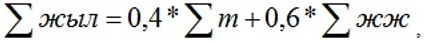 ∑ жыл = 0,4 * ∑ т + 0,6 * ∑ жж ,